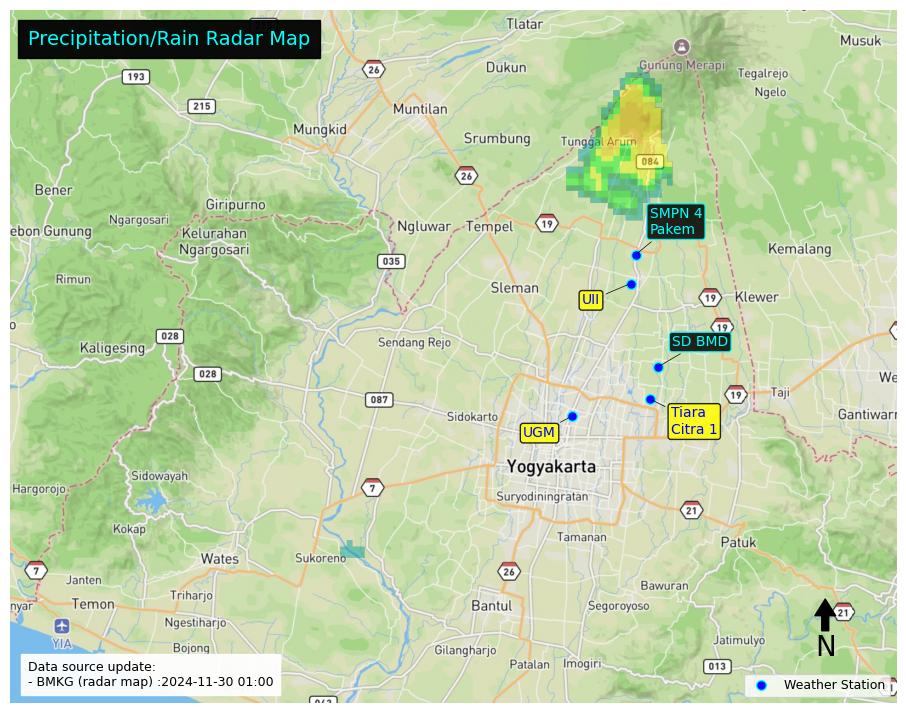 Precipitation/Rain Radar Map
Tlatar
Musuk
26
Dukun
Gunung Merapi
193
Tegalrejo
Ngelo
215
Muntilan
Mungkid
Srumbung
Tunggal Arum
084
26
Bener
Giripurno
SMPN 4
Pakem
Ngargosari
Ngluwar
Tempel
19
ebon Gunung
Kelurahan
Ngargosari
Kemalang
035
Rimun
Sleman
UII
19
Klewer
19
028
SD BMD
Kaligesing
Sendang Rejo
028
We
19
Taji
087
Sidokarto
Tiara
Citra 1
Gantiwarn
UGM
Yogyakarta
Sidowayah
Hargorojo
7
Suryodiningratan
21
Kokap
Tamanan
Patuk
Wates
Sukoreno
7
26
Janten
Bawuran
Triharjo
nyar
Temon
Bantul
Segoroyoso
21
Ngestiharjo
YIA
Jatimulyo
N
Bojong
Gilangharjo
Patalan
Imogiri
013
Data source update:
- BMKG (radar map) :2024-11-30 01:00
Weather Station